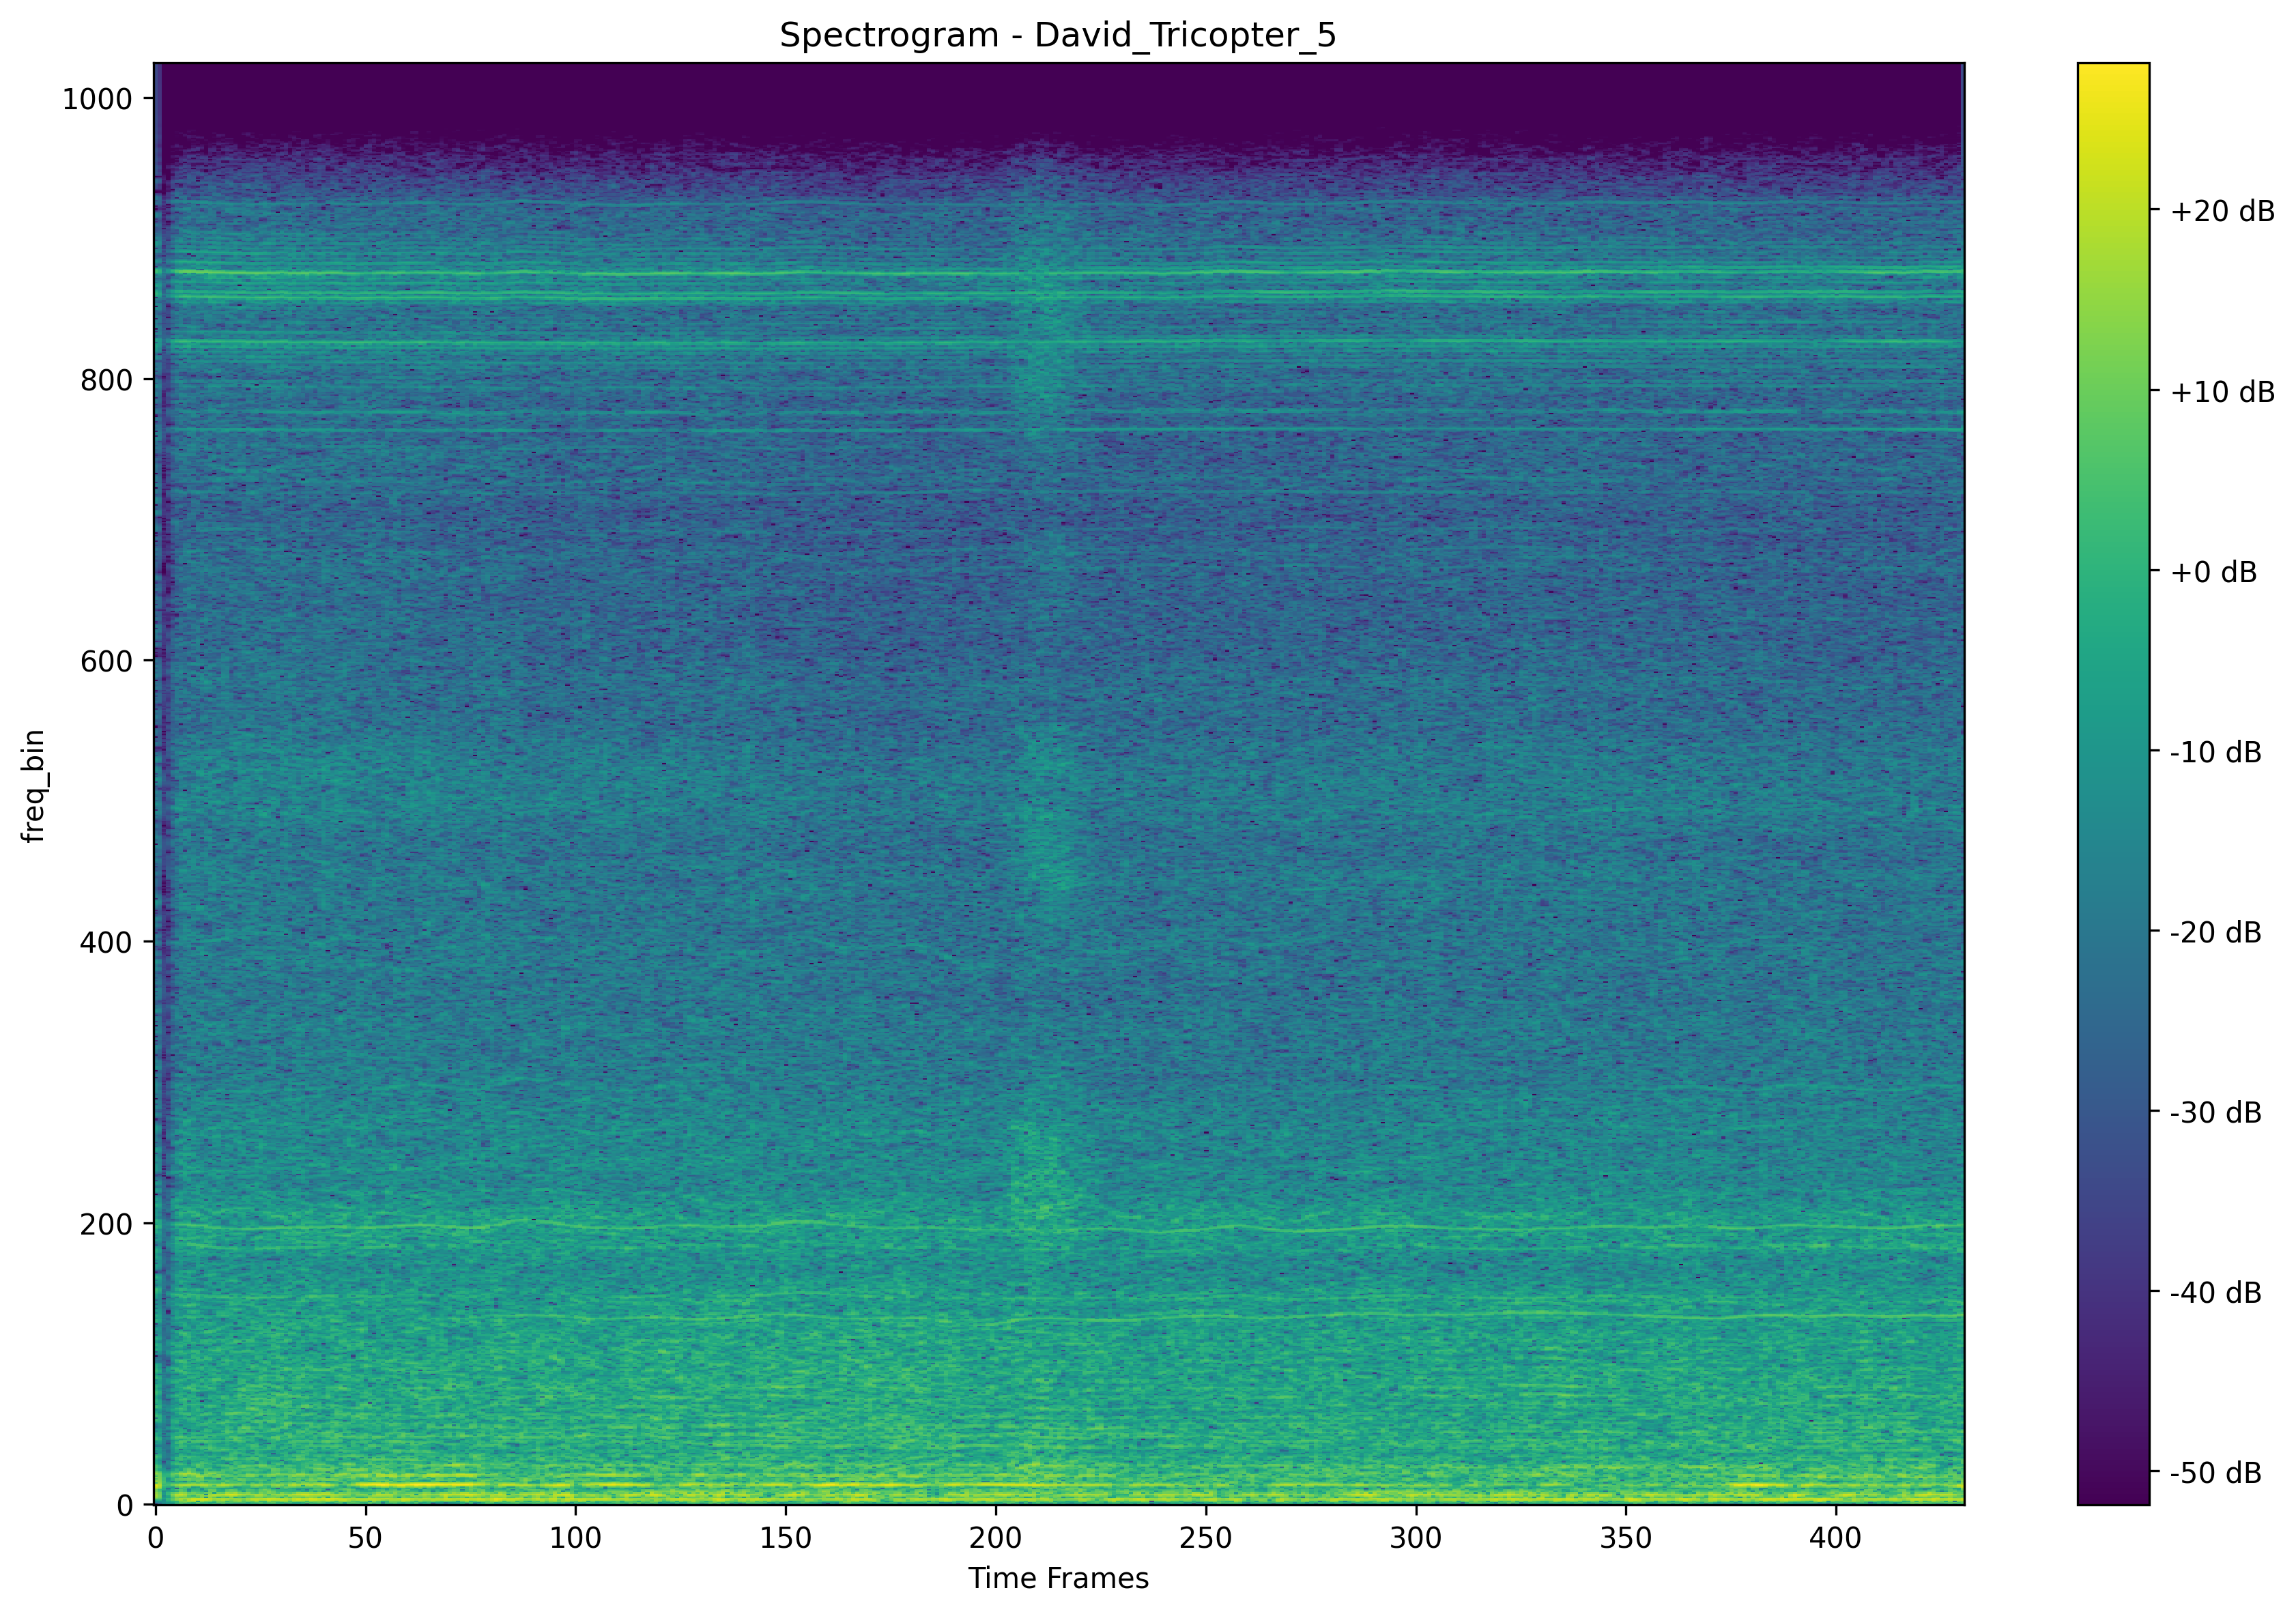 Spectrogram - David_Tricopter_5
1000
800
600
400
200
0
freq_bin
0 50 100 150 200 250 300 350 400
Time Frames
+20 dB
+10 dB
+0 dB
-10 dB
-20 dB
-30 dB
-40 dB
-50 dB